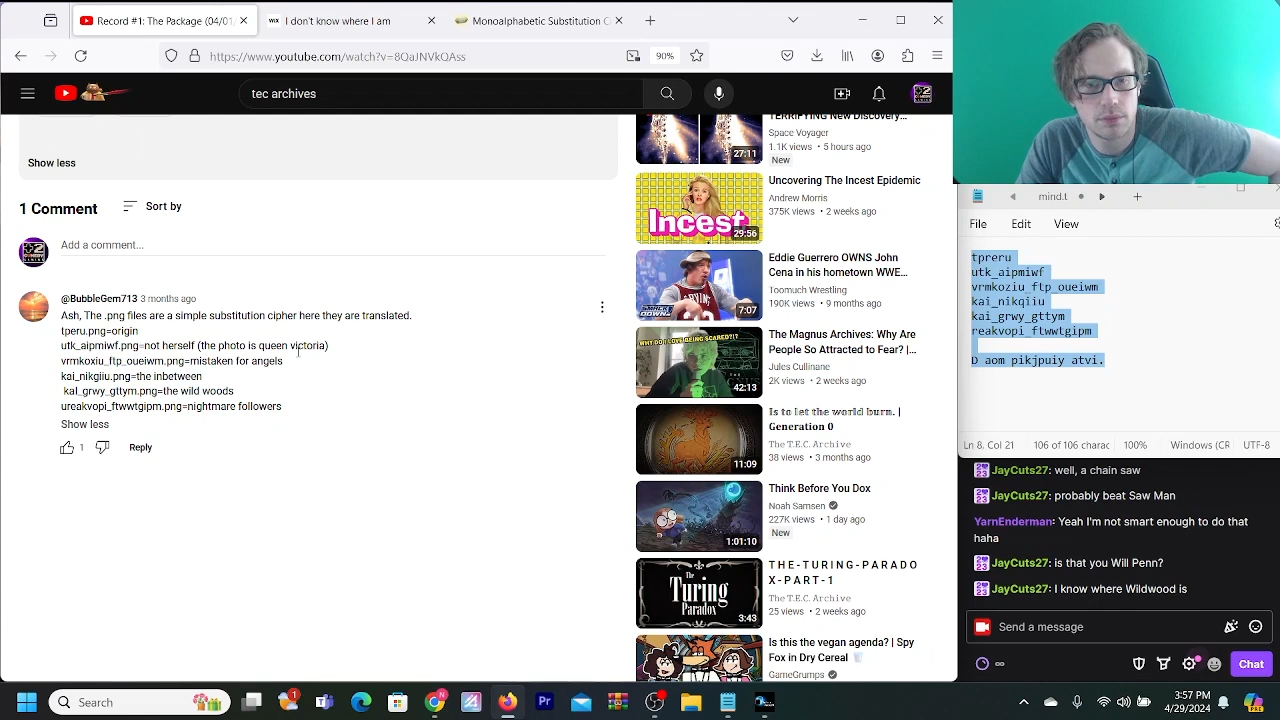 Record #1: The Package (04/01/
I don't know where I am
Monoalphabetic Substitution C
https://www.youtube.com/watch?v=8QaJNVkQAss
90%
tec archives
Show less
1 Comment
Sort by
Add a comment...
@BubbleGem713 3 months ago
Ash, The .png files are a simple substitution cipher here they are translated.
tperu.png=origin
utk_aipmiwf.png=not herself (the photo is queen victoria)
vrmkoxiu_ftp_oueiwm.png=mistaken for angels
kai_nikgiiu.png=the inbetween
kal_grwy_gttym.png=the wild woods
ureakvopi_ftwwtgipm.png=nightmare followers
Show less
1
Reply
TERRIFYING New Discovery...
Space Voyager
1.1K views • 5 hours ago
New
27:11
Uncovering The Incest Epidemic
Andrew Morris
375K views • 2 weeks ago
Incest
29:56
Eddie Guerrero OWNS John
Cena in his hometown WWE...
Toomuch Wrestling
190K views • 9 months ago
7:07
The Magnus Archives: Why Are
People So Attracted to Fear? |...
Jules Cullinane
2K views • 2 weeks ago
WHY DO I LOVE BEING SCARED?!?
42:13
Is to let the world burn. |
Generation 0
The T.E.C. Archive
38 views • 3 months ago
11:09
Think Before You Dox
Noah Samsen
227K views • 1 day ago
New
1:01:10
T H E - T U R I N G - P A R A D O
X - P A R T - 1
The T.E.C. Archive
25 views • 2 weeks ago
The
Turing
Paradox
3:43
Is this the vegan agenda? | Spy
Fox in Dry Cereal
GameGrumps
mind.t
File Edit View
tpreru
utk_aipmiwf
vrmkoziu_ftp_oueiwm
kai_nikqiiu
kai_grwy_gttym
reakvopi_ftwwtgipm
D aom pikjpuiy atvi.
Ln 8, Col 21
106 of 106 charac
100%
Windows (CR
UTF-8
JayCuts27: well, a chain saw
JayCuts27: probably beat Saw Man
YarnEnderman: Yeah I'm not smart enough to do that
haha
JayCuts27: is that you Will Penn?
JayCuts27: I know where Wildwood is
Send a message
Chat
Search
3:57 PM
4/29/2024